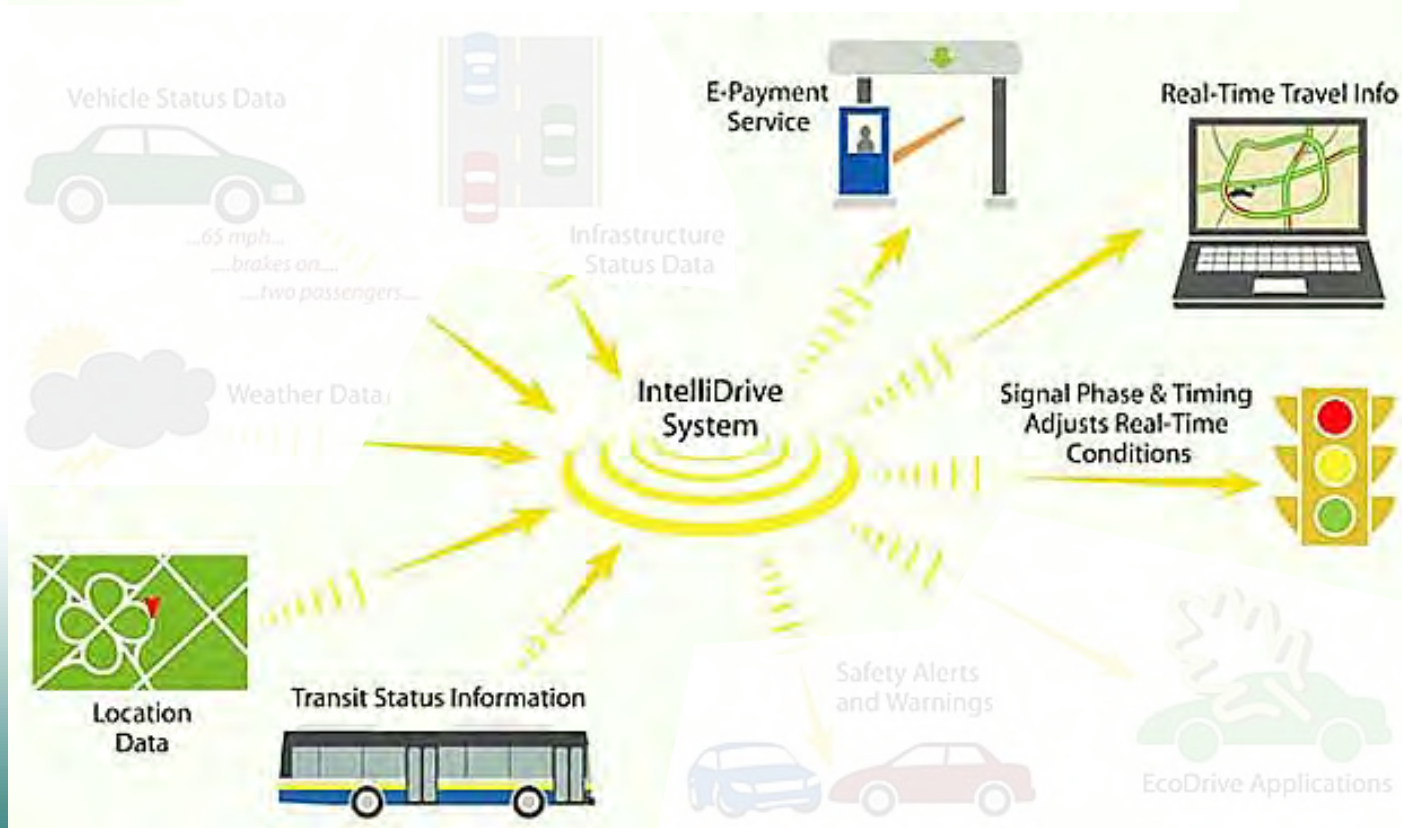 Vehicle Status Data
...65 mph...
....brakes on....
....two passengers....
Infrastructure
Status Data
E-Payment
Service
Real-Time Travel Info
Weather Data
IntelliDrive
System
Signal Phase & Timing
Adjusts Real-Time
Conditions
Location
Data
Transit Status Information
Safety Alerts
and Warnings
EcoDrive Applications